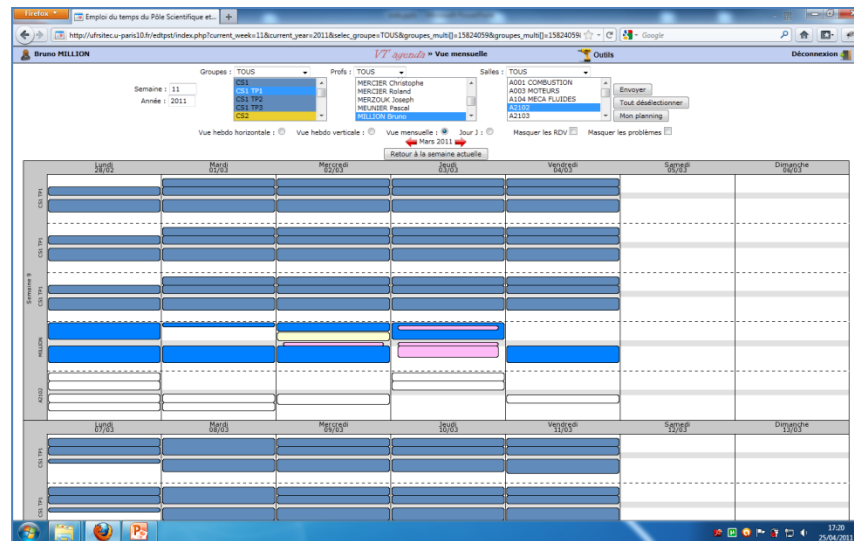 Firefox
Emploi du temps du Pôle Scientifique et...
http://ufrsitec.u-paris10.fr/edtpst/index.php?current_week=11&current_year=2011&selec_groupe=TOUS&groupes_multi[]=15824059&groupes_multi[]=1582405
Google
Bruno MILLION
VT agenda » Vue mensuelle
Outils
Déconnexion
Groupes : TOUS
Profs : TOUS
Salles : TOUS
Semaine : 11
Année : 2011
CS1
CS1 TP1
CS1 TP2
CS1 TP3
CS2
MERCIER Christophe
MERCIER Roland
MERZOUK Joseph
MEUNIER Pascal
MILLION Bruno
A001 COMBUSTION
A003 MOTEURS
A104 MECA FLUIDES
A2102
A2103
Envoyer
Tout désélectionner
Mon planning
Vue hebdo horizontale :
Vue hebdo verticale :
Vue mensuelle :
Jour J :
Masquer les RDV
Masquer les problèmes
Mars 2011
Retour à la semaine actuelle
Lundi
28/02
Mardi
01/03
Mercredi
02/03
Jeudi
03/03
Vendredi
04/03
Samedi
05/03
Dimanche
06/03
Semaine 9
CS1 TP1
CS1 TP1
CS1 TP1
MILLION
A2102
Lundi
07/03
Mardi
08/03
Mercredi
09/03
Jeudi
10/03
Vendredi
11/03
Samedi
12/03
Dimanche
13/03
CS1 TP1
CS1 TP1
17:20
25/04/2011